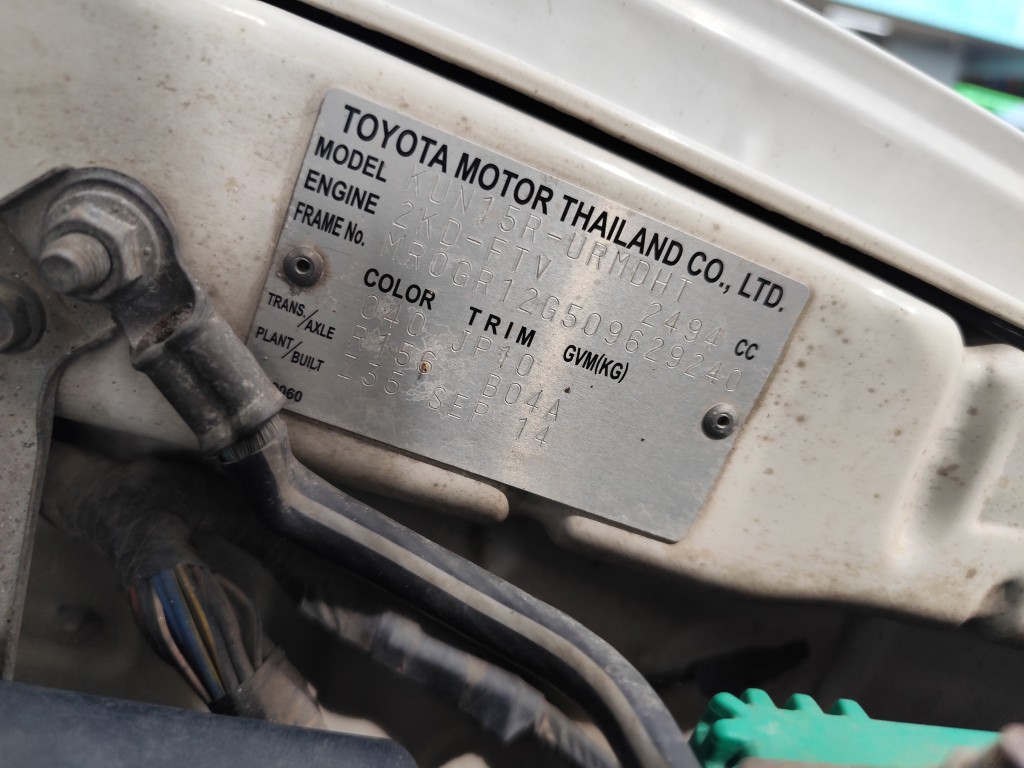 TOYOTA MOTOR THAILAND CO., LTD.
MODEL KUN15R-URMDHT
ENGINE 2KD-FTV 2494 CC
FRAME No. MR0GR12G509629240
COLOR TRIM GVM(KG)
040 JP10
TRANS./AXLE R156 B04A
PLANT/BUILT -35 SEP 14